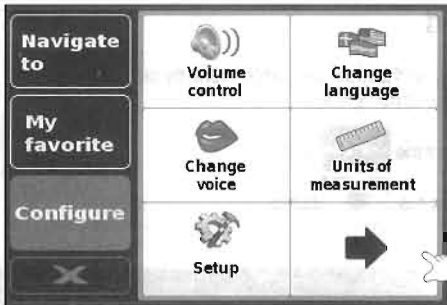 Navigate
to
My
favorite
Configure
Volume
control
Change
language
Change
voice
Units of
measurement
Setup